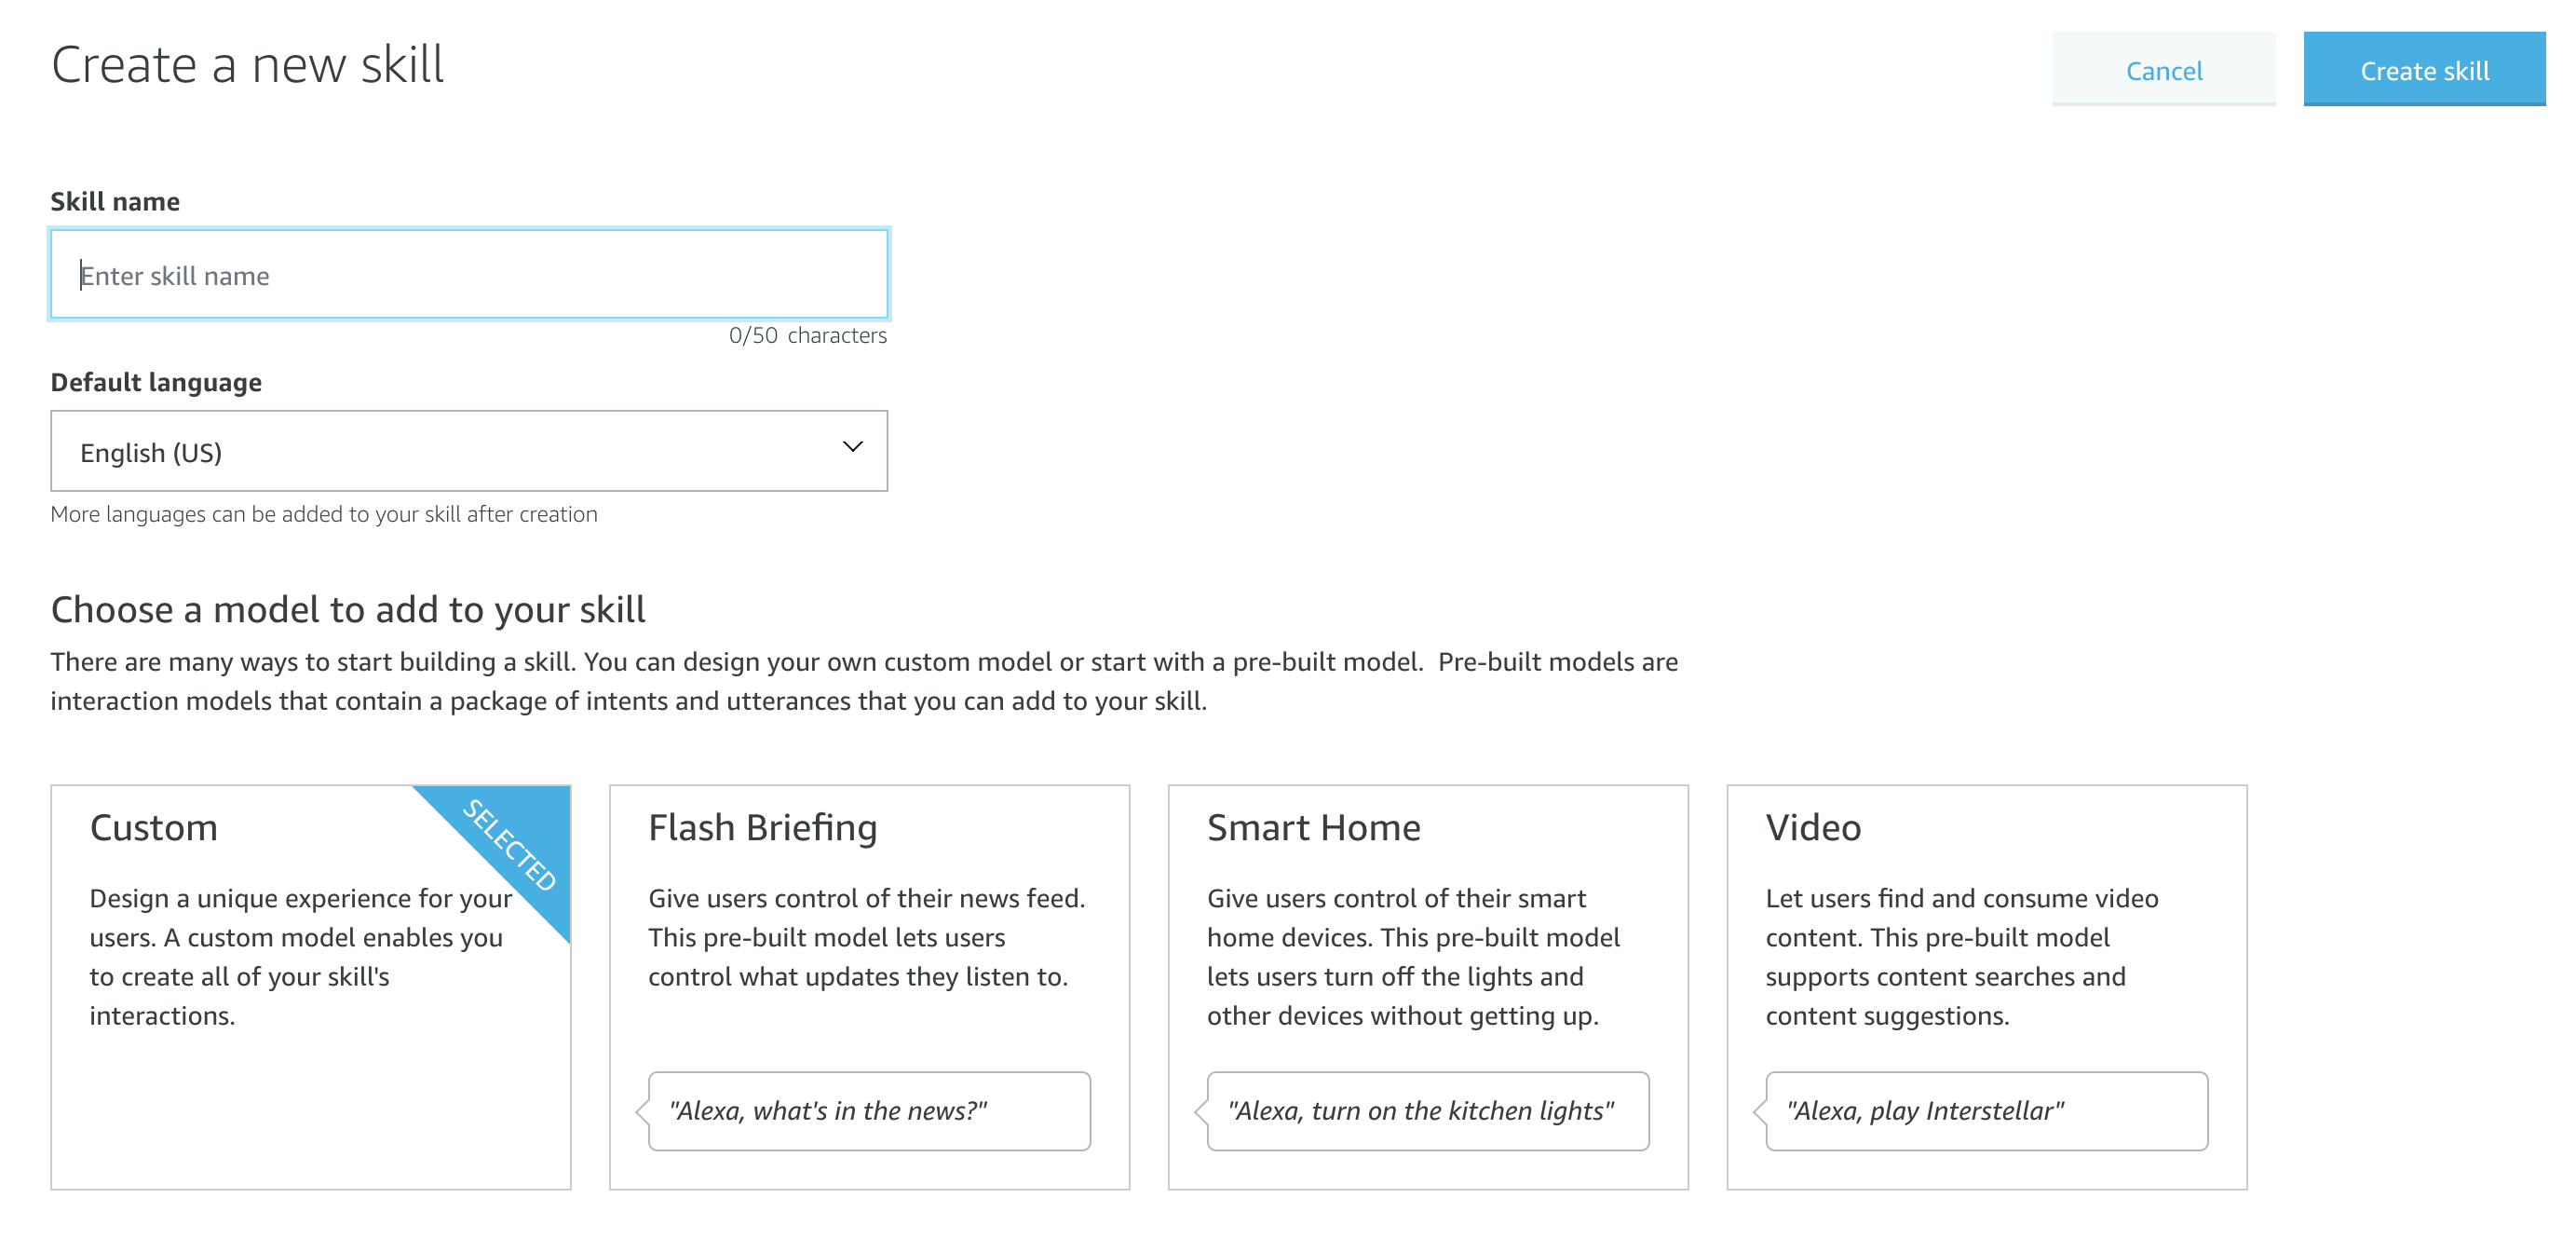 Create a new skill
Cancel
Create skill
Skill name
Enter skill name
0/50 characters
Default language
English (US)
More languages can be added to your skill after creation
Choose a model to add to your skill
There are many ways to start building a skill. You can design your own custom model or start with a pre-built model.  Pre-built models are
interaction models that contain a package of intents and utterances that you can add to your skill.
Custom
SELECTED
Design a unique experience for your
users. A custom model enables you
to create all of your skill's
interactions.
Flash Briefing
Give users control of their news feed.
This pre-built model lets users
control what updates they listen to.
"Alexa, what's in the news?"
Smart Home
Give users control of their smart
home devices. This pre-built model
lets users turn off the lights and
other devices without getting up.
"Alexa, turn on the kitchen lights"
Video
Let users find and consume video
content. This pre-built model
supports content searches and
content suggestions.
"Alexa, play Interstellar"